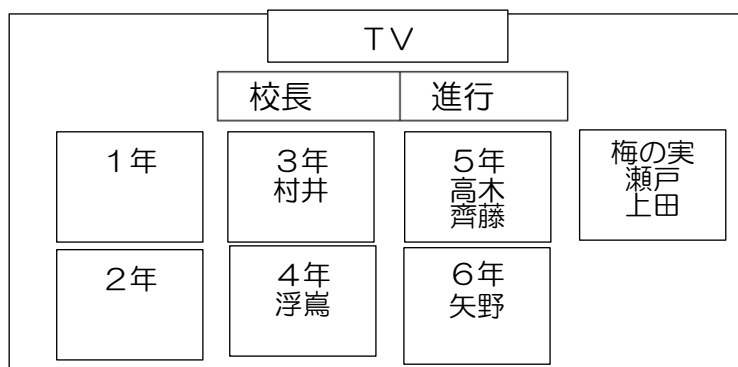 TV
校長 進行
1年
3年
村井
5年
高木
齊藤
梅の実
瀬戸
上田
2年
4年
浮嶌
6年
矢野